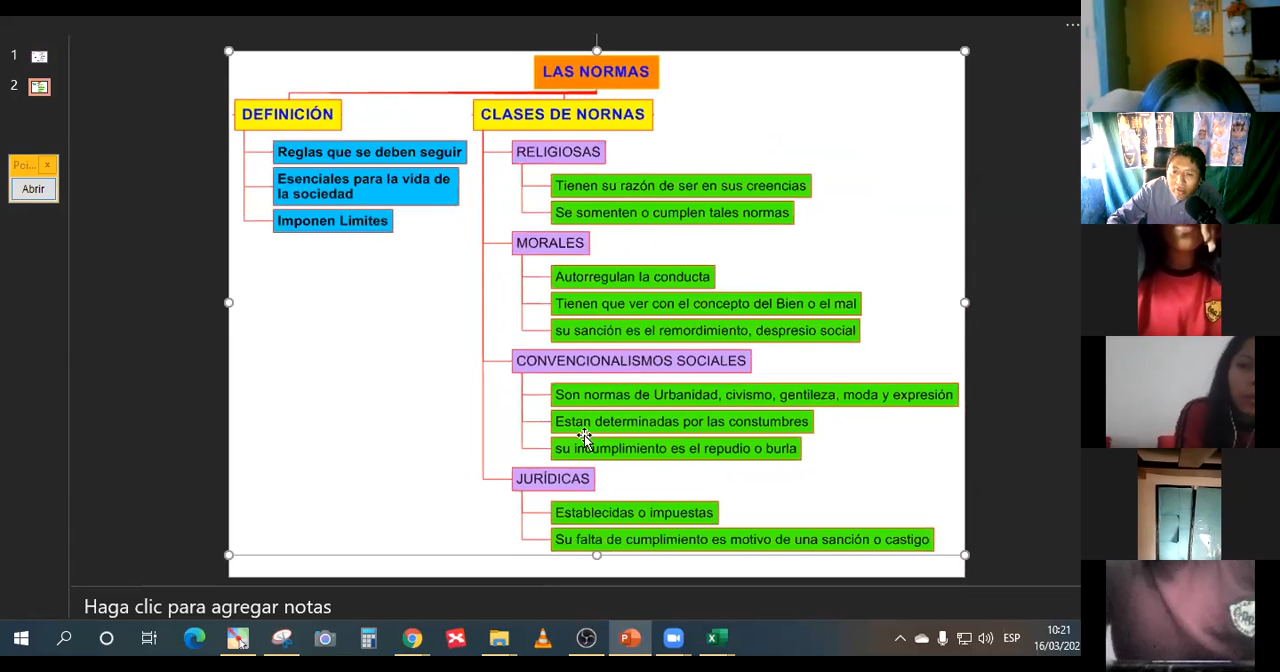 1
2
Poi... x
Abrir
LAS NORMAS
DEFINICIÓN
Reglas que se deben seguir
Esenciales para la vida de
la sociedad
Imponen Limites
CLASES DE NORNAS
RELIGIOSAS
Tienen su razón de ser en sus creencias
Se somenten o cumplen tales normas
MORALES
Autorregulan la conducta
Tienen que ver con el concepto del Bien o el mal
su sanción es el remordimiento, despresio social
CONVENCIONALISMOS SOCIALES
Son normas de Urbanidad, civismo, gentileza, moda y expresión
Estan determinadas por las constumbres
su incumplimiento es el repudio o burla
JURÍDICAS
Establecidas o impuestas
Su falta de cumplimiento es motivo de una sanción o castigo
Haga clic para agregar notas
ESP
10:21
16/03/202